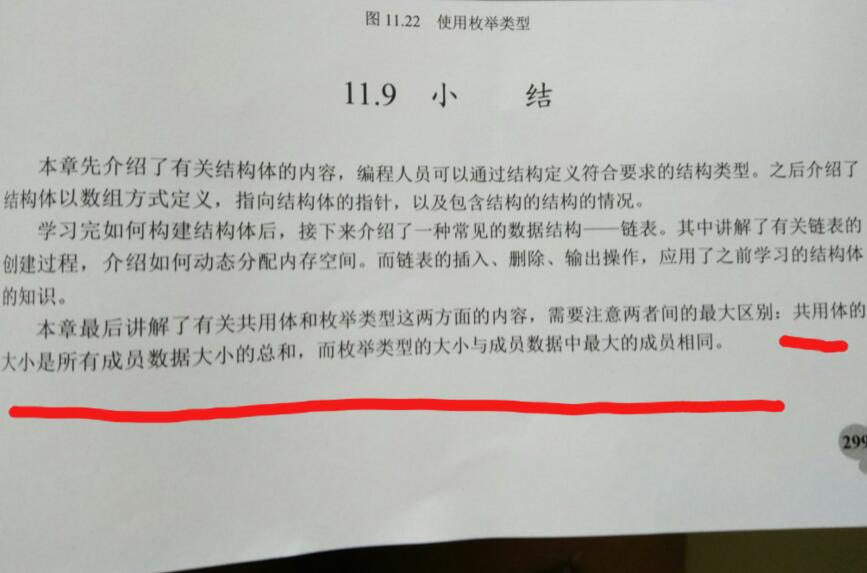 图 11.22 使用枚举类型
11.9 小 结
本章先介绍了有关结构体的内容，编程人员可以通过结构定义符合要求的结构类型。之后介绍了
结构体以数组方式定义，指向结构体的指针，以及包含结构的结构的情况。
学习完如何构建结构体后，接下来介绍了一种常见的数据结构——链表。其中讲解了有关链表的
创建过程，介绍如何动态分配内存空间。而链表的插入、删除、输出操作，应用了之前学习的结构体
的知识。
本章最后讲解了有关共用体和枚举类型这两方面的内容，需要注意两者间的最大区别：共用体的
大小是所有成员数据大小的总和，而枚举类型的大小与成员数据中最大的成员相同。
299